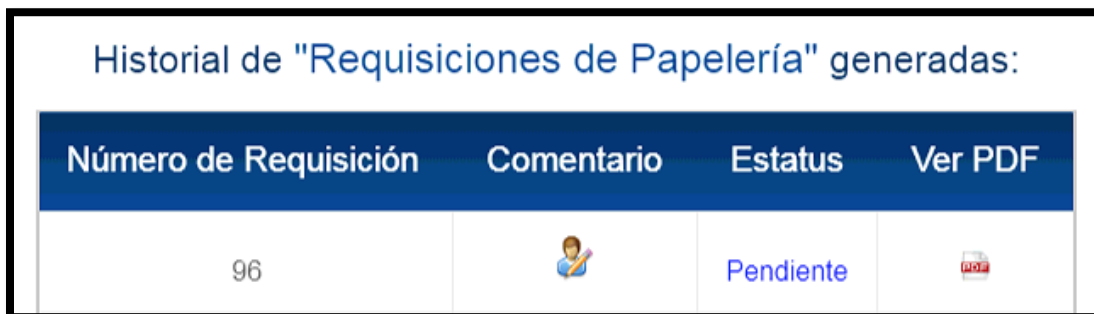 Historial de "Requisiciones de Papelería" generadas:
Número de Requisición Comentario Estatus Ver PDF
96 Pendiente PDF